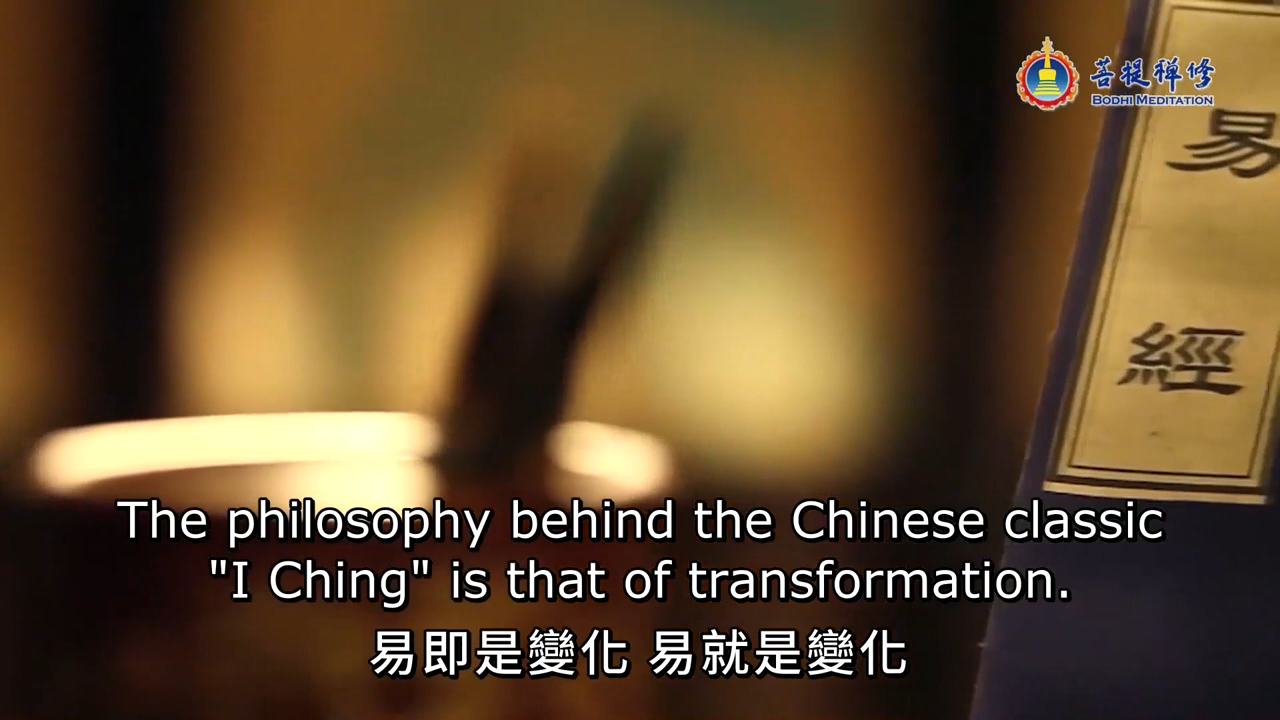 菩提禪修
BODHI MEDITATION
易
經
The philosophy behind the Chinese classic
"I Ching" is that of transformation.
易即是變化 易就是變化